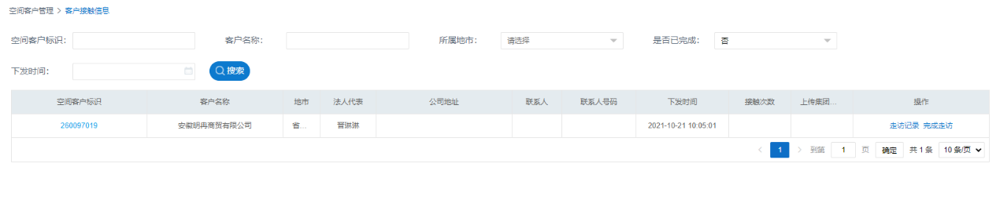 空间客户管理 > 客户接触信息
空间客户标识: 客户名称: 所属地市: 请选择 是否已完成: 否
下发时间: 搜索
空间客户标识 客户名称 地市 法人代表 公司地址 联系人 联系人号码 下发时间 接触次数 上传集团... 操作
260097019 安徽明冉商贸有限公司 省... 晋琳琳 2021-10-21 10:05:01 走访记录 完成走访
< 1 > 到第 1 页 确定 共 1 条 10 条/页